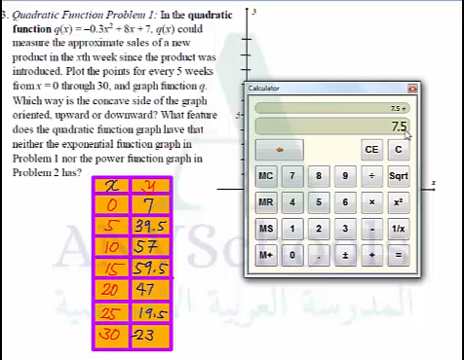 3. Quadratic Function Problem 1: In the quadratic
function q(x) = –0.3x² + 8x + 7, q(x) could
measure the approximate sales of a new
product in the xth week since the product was
introduced. Plot the points for every 5 weeks
from x = 0 through 30, and graph function q.
Which way is the concave side of the graph
oriented, upward or downward? What feature
does the quadratic function graph have that
neither the exponential function graph in
Problem 1 nor the power function graph in
Problem 2 has?
x y
0 7
5 39.5
10 57
15 59.5
20 47
25 19.5
30 -23
y
x
Calculator
7.5 +
7.5
CE C
MC 7 8 9 ÷ Sqrt
MR 4 5 6 × x²
MS 1 2 3 - 1/x
M+ 0 . ± + =
المدرسة العربية